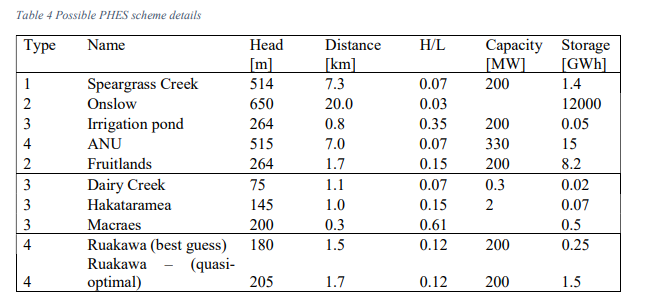 Table 4 Possible PHES scheme details
Type Name Head Distance H/L Capacity Storage
[m] [km] [MW] [GWh]
1 Speargrass Creek 514 7.3 0.07 200 1.4
2 Onslow 650 20.0 0.03 12000
3 Irrigation pond 264 0.8 0.35 200 0.05
4 ANU 515 7.0 0.07 330 15
2 Fruitlands 264 1.7 0.15 200 8.2
3 Dairy Creek 75 1.1 0.07 0.3 0.02
3 Hakataramea 145 1.0 0.15 2 0.07
3 Macraes 200 0.3 0.61 0.5
4 Ruakawa (best guess) 180 1.5 0.12 200 0.25
Ruakawa – (quasi-
4 optimal) 205 1.7 0.12 200 1.5